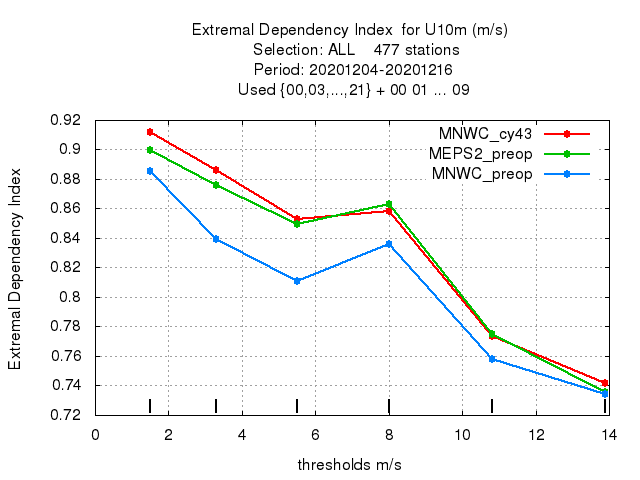 Extremal Dependency Index  for U10m (m/s)
Selection: ALL    477 stations
Period: 20201204-20201216
Used {00,03,...,21} + 00 01 ... 09
MNWC_cy43
MEPS2_preop
MNWC_preop
Extremal Dependency Index
0.92
0.9
0.88
0.86
0.84
0.82
0.8
0.78
0.76
0.74
0.72
0 2 4 6 8 10 12 14
thresholds m/s